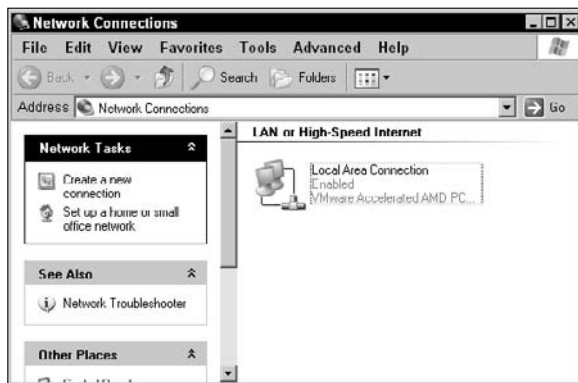 Network Connections
File Edit View Favorites Tools Advanced Help
Back Search Folders
Address Network Connections Go
Network Tasks
Create a new
connection
Set up a home or small
office network
See Also
Network Troubleshooter
Other Places
LAN or High-Speed Internet
Local Area Connection
Enabled
VMware Accelerated AMD PC...